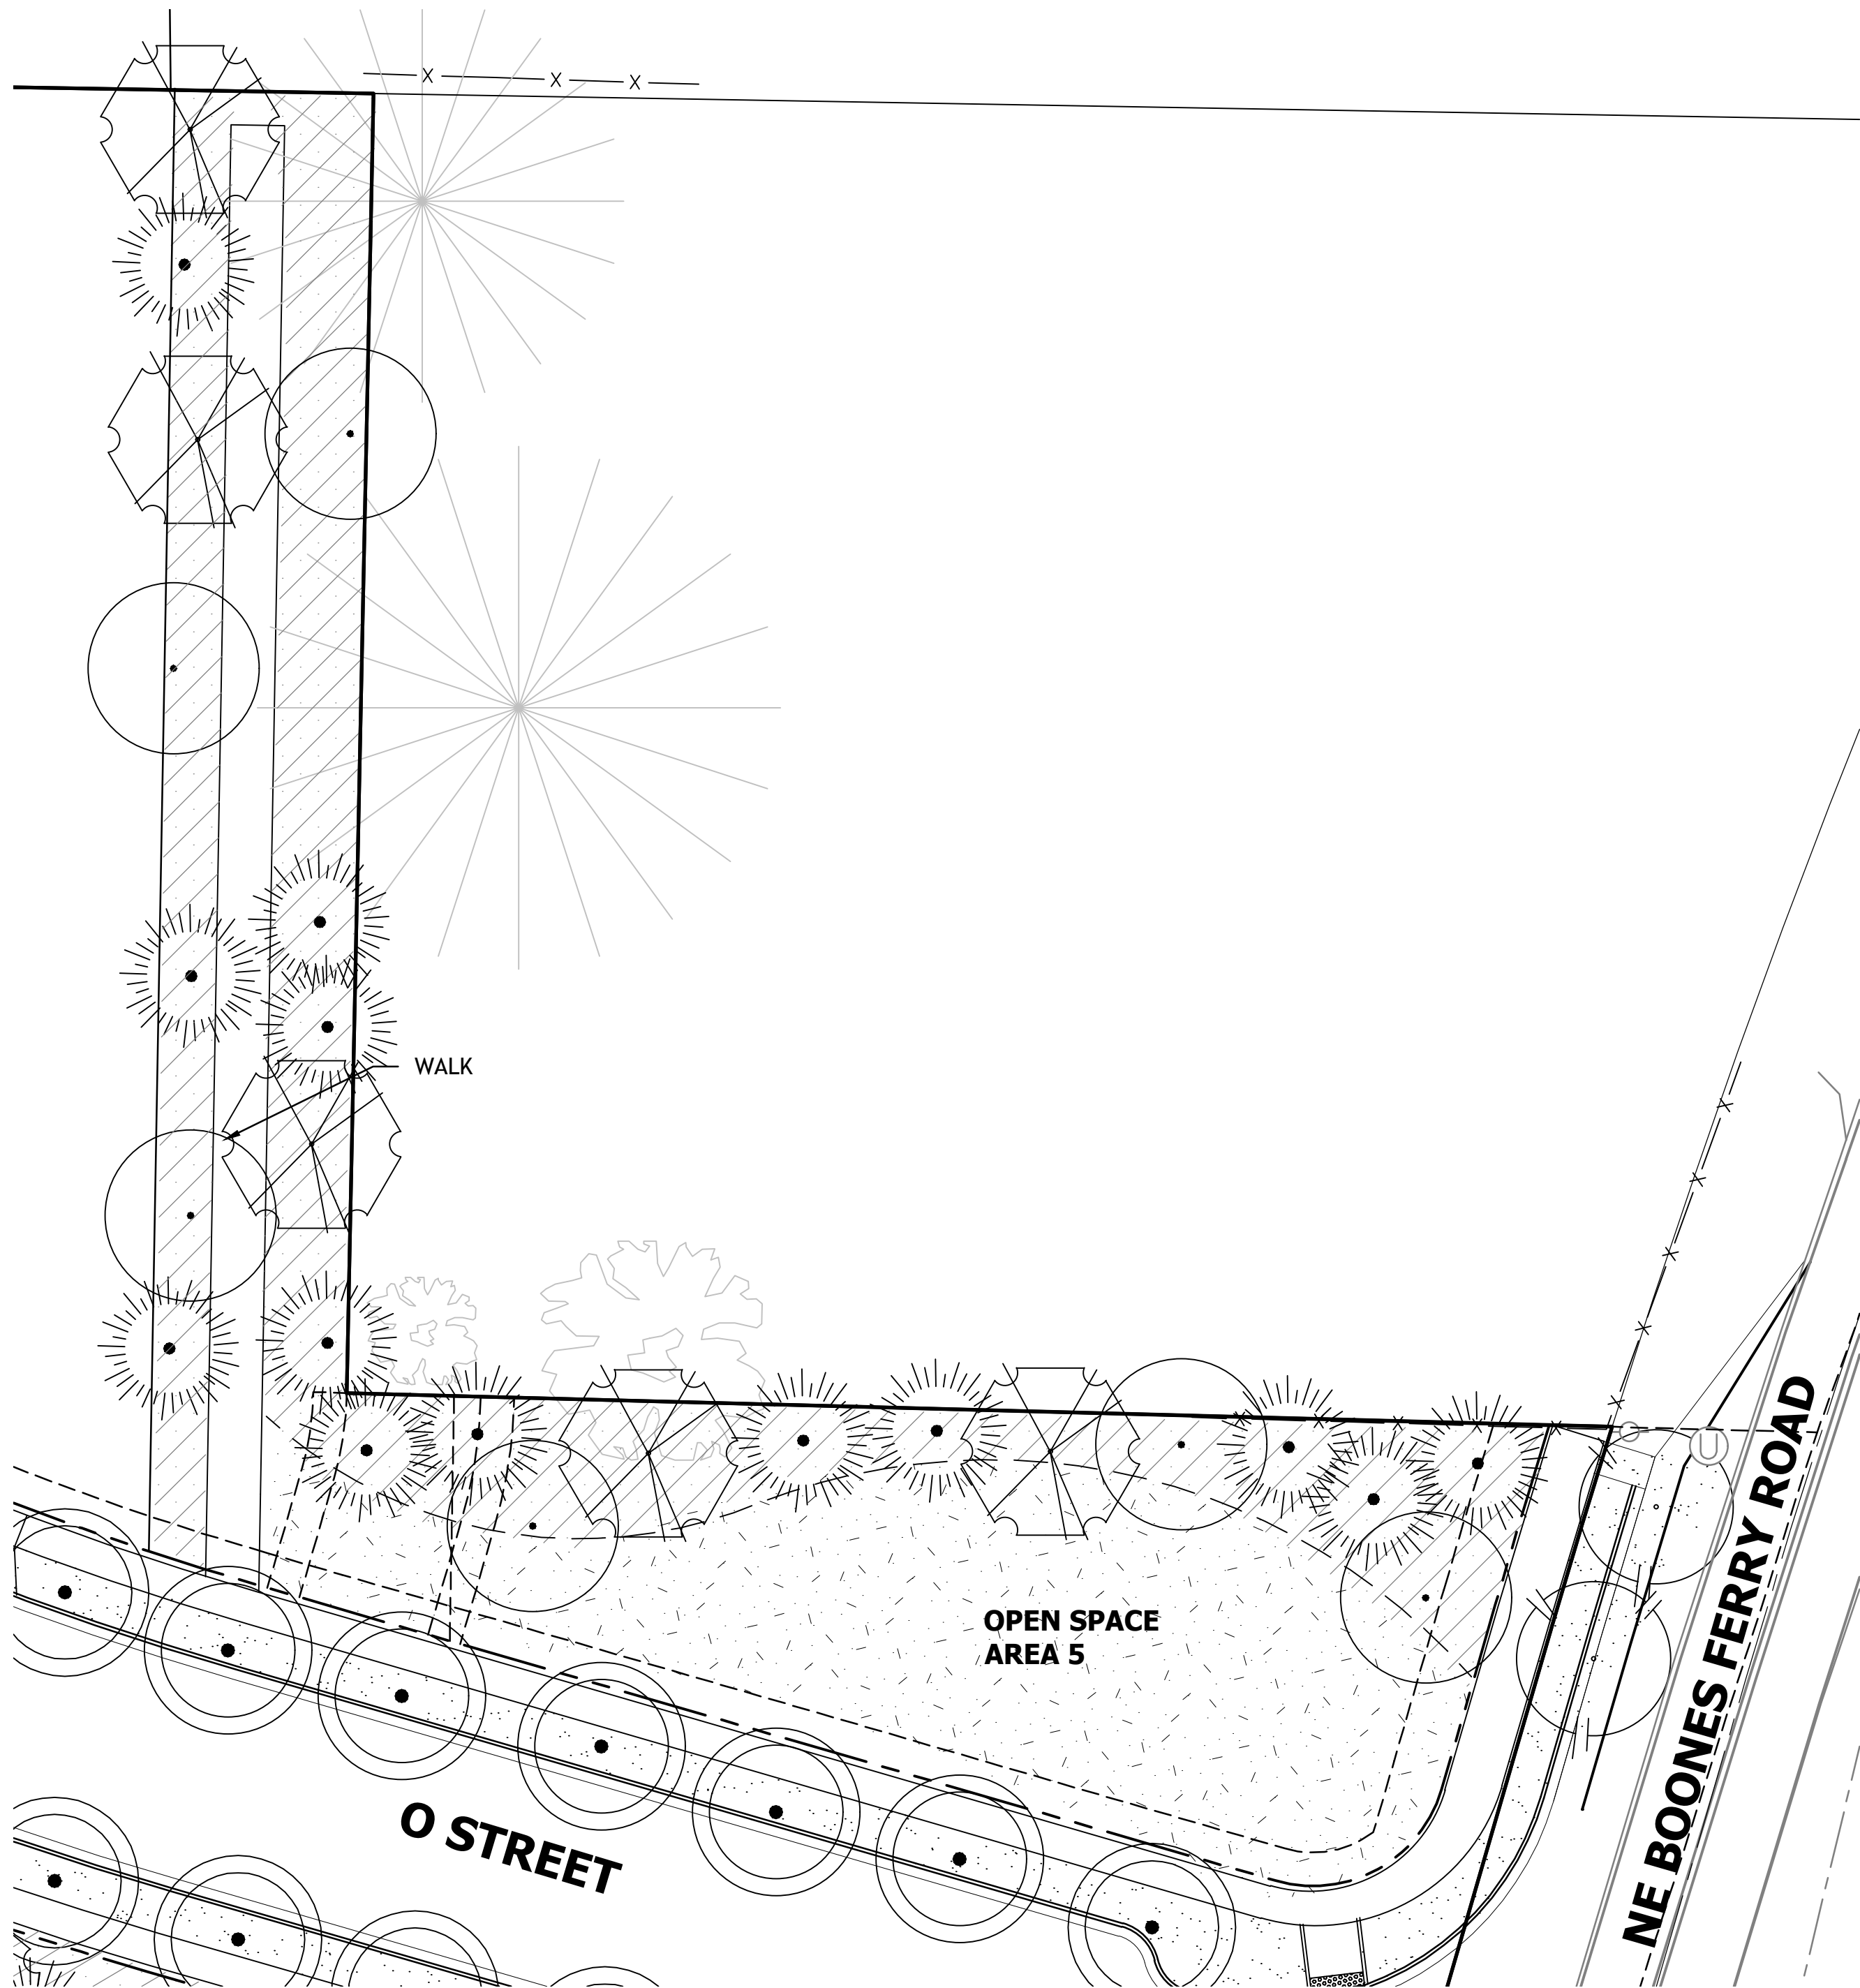 WALK
U
OPEN SPACE
AREA 5
O STREET
NE BOONES FERRY ROAD